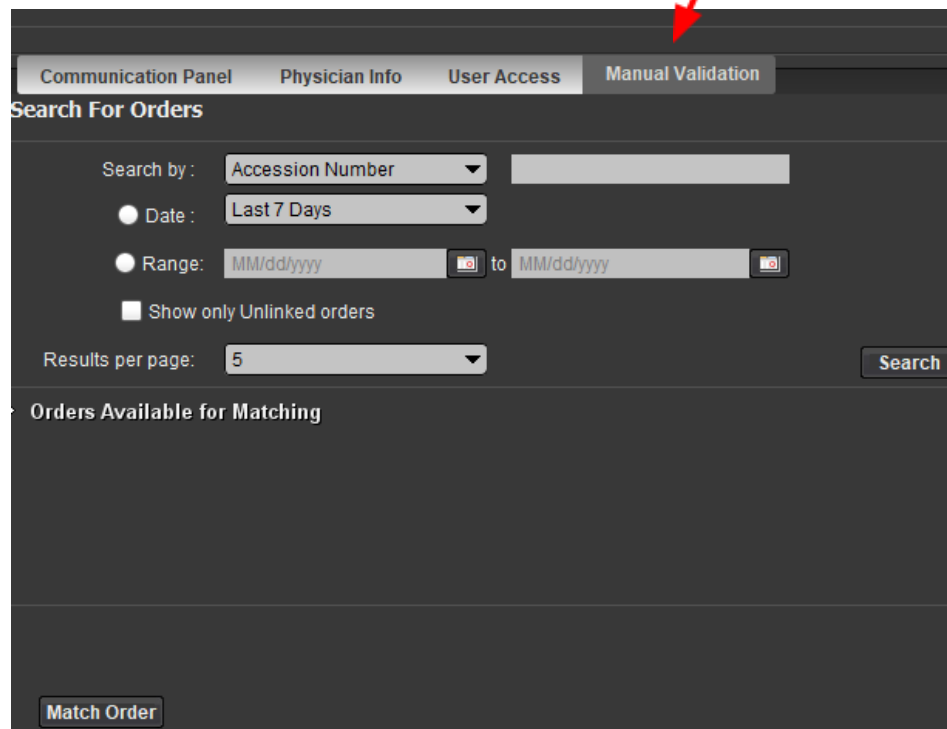 Communication Panel Physician Info User Access Manual Validation
Search For Orders
Search by : Accession Number
Date : Last 7 Days
Range: MM/dd/yyyy to MM/dd/yyyy
Show only Unlinked orders
Results per page: 5 Search
Orders Available for Matching
Match Order